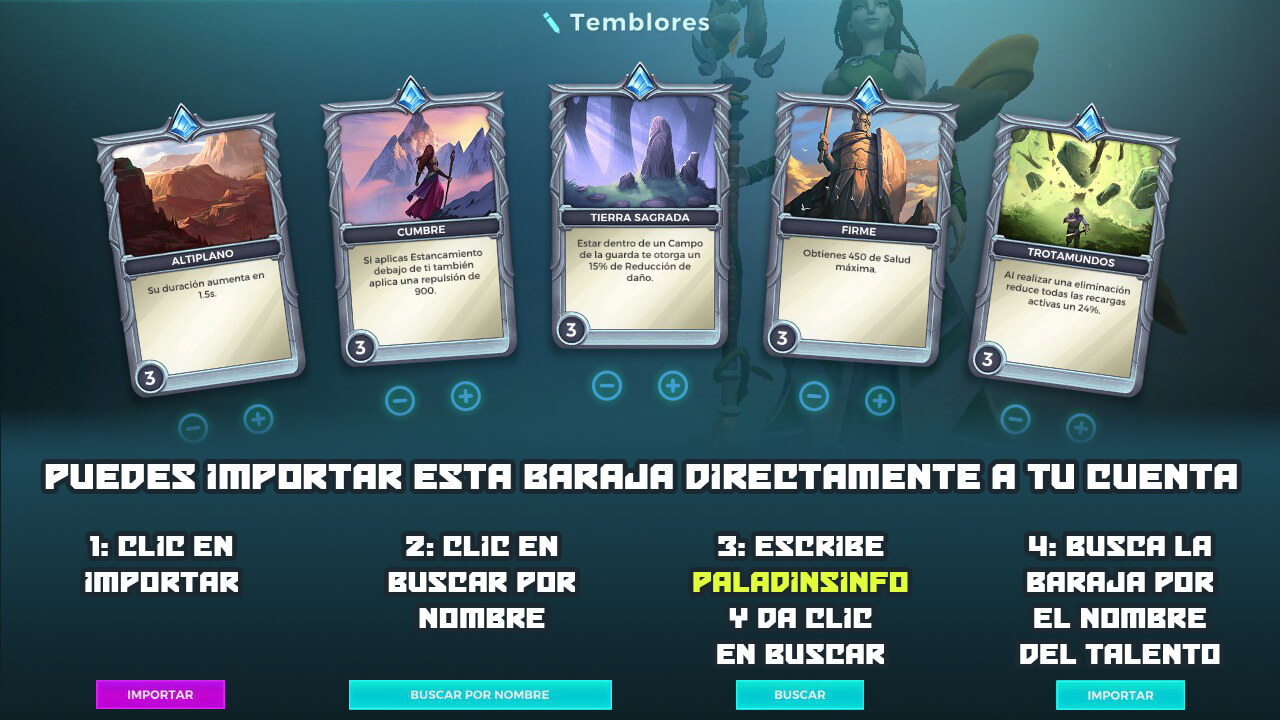 Temblores
ALTIPLANO
Su duración aumenta en
1.5s.
3
CUMBRE
Si aplicas Estancamiento
debajo de ti también
aplica una repulsión de
900.
3
TIERRA SAGRADA
Estar dentro de un Campo
de la guarda te otorga un
15% de Reducción de
daño.
3
FIRME
Obtienes 450 de Salud
máxima.
3
TROTAMUNDOS
Al realizar una eliminación
reduce todas las recargas
activas un 24%.
3
PUEDES IMPORTAR ESTA BARAJA DIRECTAMENTE A TU CUENTA
1: CLIC EN
IMPORTAR
IMPORTAR
2: CLIC EN
BUSCAR POR
NOMBRE
BUSCAR POR NOMBRE
3: ESCRIBE
PALADINSINFO
Y DA CLIC
EN BUSCAR
BUSCAR
4: BUSCA LA
BARAJA POR
EL NOMBRE
DEL TALENTO
IMPORTAR